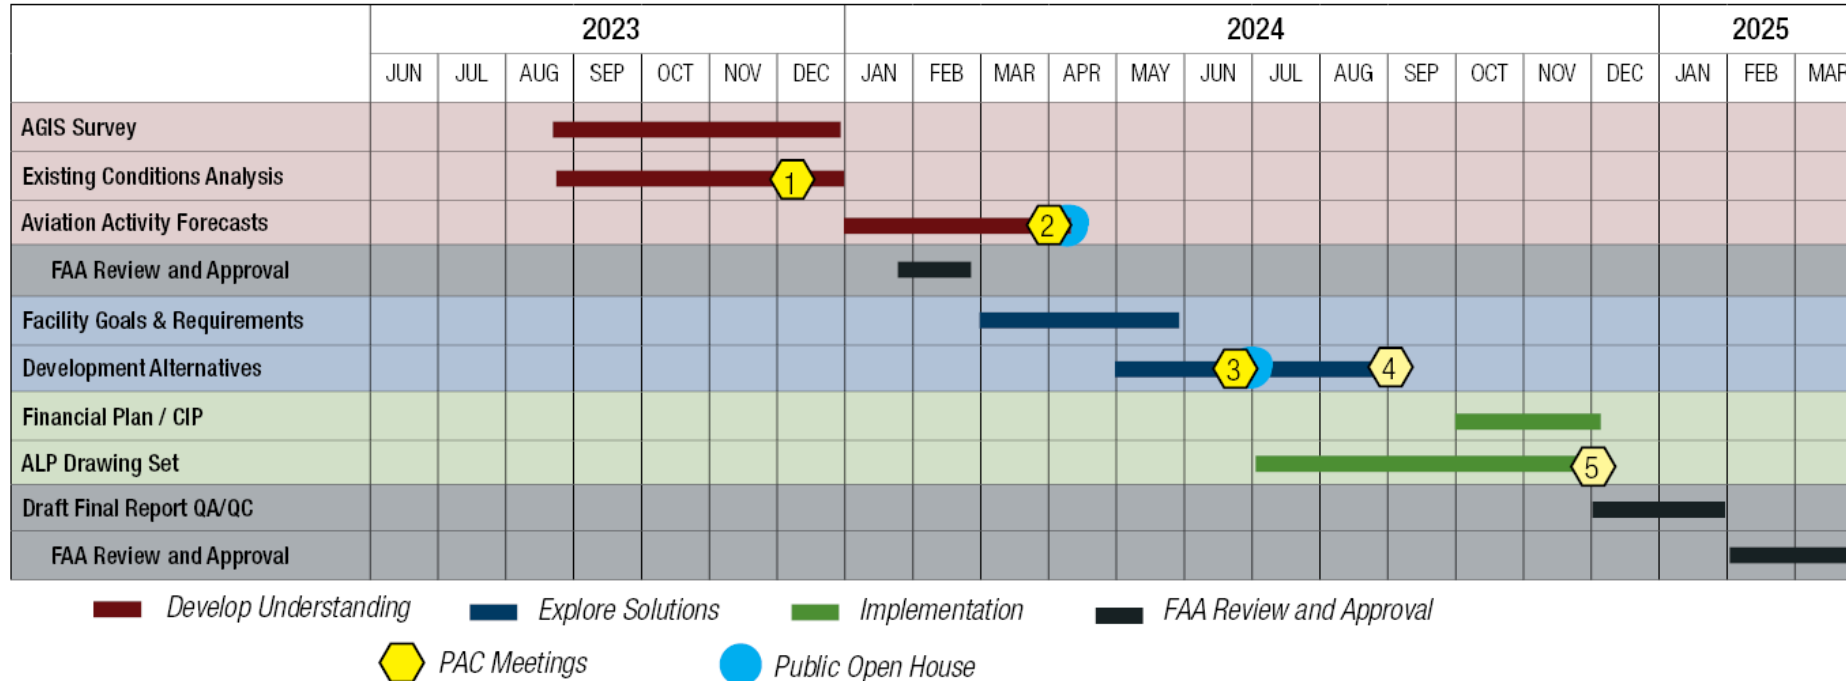 2023 2024 2025
JUN JUL AUG SEP OCT NOV DEC JAN FEB MAR APR MAY JUN JUL AUG SEP OCT NOV DEC JAN FEB MAR
AGIS Survey
Existing Conditions Analysis 1
Aviation Activity Forecasts 2
FAA Review and Approval
Facility Goals & Requirements
Development Alternatives 3 4
Financial Plan / CIP
ALP Drawing Set 5
Draft Final Report QA/QC
FAA Review and Approval
Develop Understanding Explore Solutions Implementation FAA Review and Approval
PAC Meetings Public Open House